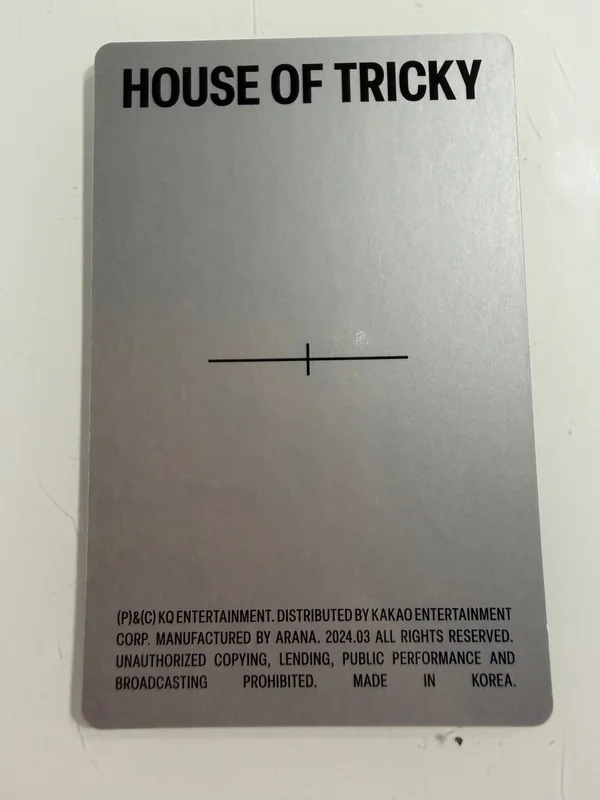 HOUSE OF TRICKY
(P)&(C) KQ ENTERTAINMENT. DISTRIBUTED BY KAKAO ENTERTAINMENT
CORP. MANUFACTURED BY ARANA. 2024.03 ALL RIGHTS RESERVED.
UNAUTHORIZED COPYING, LENDING, PUBLIC PERFORMANCE AND
BROADCASTING PROHIBITED. MADE IN KOREA.